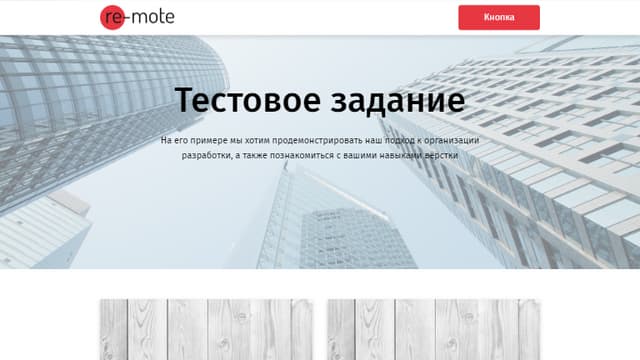 re-mote
Кнопка
Тестовое задание
На его примере мы хотим продемонстрировать наш подход к организации
разработки, а также познакомиться с вашими навыками верстки